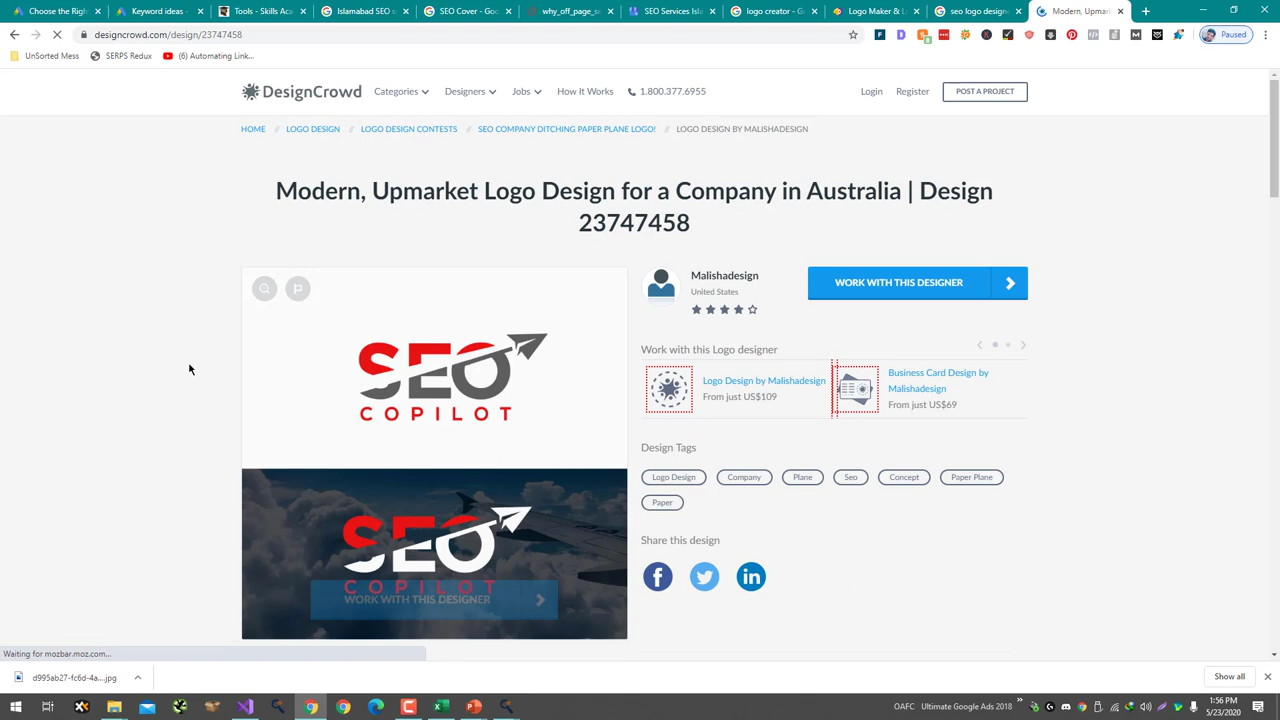 Choose the Right
Keyword ideas -
Tools - Skills Aca
Islamabad SEO s
SEO Cover - Goo
why_off_page_se
SEO Services Isla
logo creator - G
Logo Maker & L
seo logo designe
Modern, Upmark
designcrowd.com/design/23747458
Paused
UnSorted Mess
SERPS Redux
(6) Automating Link...
DesignCrowd
Categories
Designers
Jobs
How It Works
1.800.377.6955
Login
Register
POST A PROJECT
HOME // LOGO DESIGN // LOGO DESIGN CONTESTS // SEO COMPANY DITCHING PAPER PLANE LOGO! // LOGO DESIGN BY MALISHADESIGN
Modern, Upmarket Logo Design for a Company in Australia | Design
23747458
SEO
COPILOT
SEO
COPILOT
WORK WITH THIS DESIGNER
Malishadesign
United States
WORK WITH THIS DESIGNER
Work with this Logo designer
Logo Design by Malishadesign
From just US$109
Business Card Design by
Malishadesign
From just US$69
Design Tags
Logo Design
Company
Plane
Seo
Concept
Paper Plane
Paper
Share this design
Waiting for mozbar.moz.com...
d995ab27-fc6d-4a....jpg
Show all
OAFC
Ultimate Google Ads 2018
1:56 PM
5/23/2020